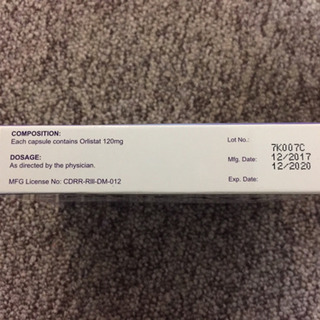 COMPOSITION:
Each capsule contains Orlistat 120mg
DOSAGE:
As directed by the physician.
MFG License No: CDRR-RIII-DM-012
Lot No.: 7K007C
Mfg. Date: 12/2017
12/2020
Exp. Date: